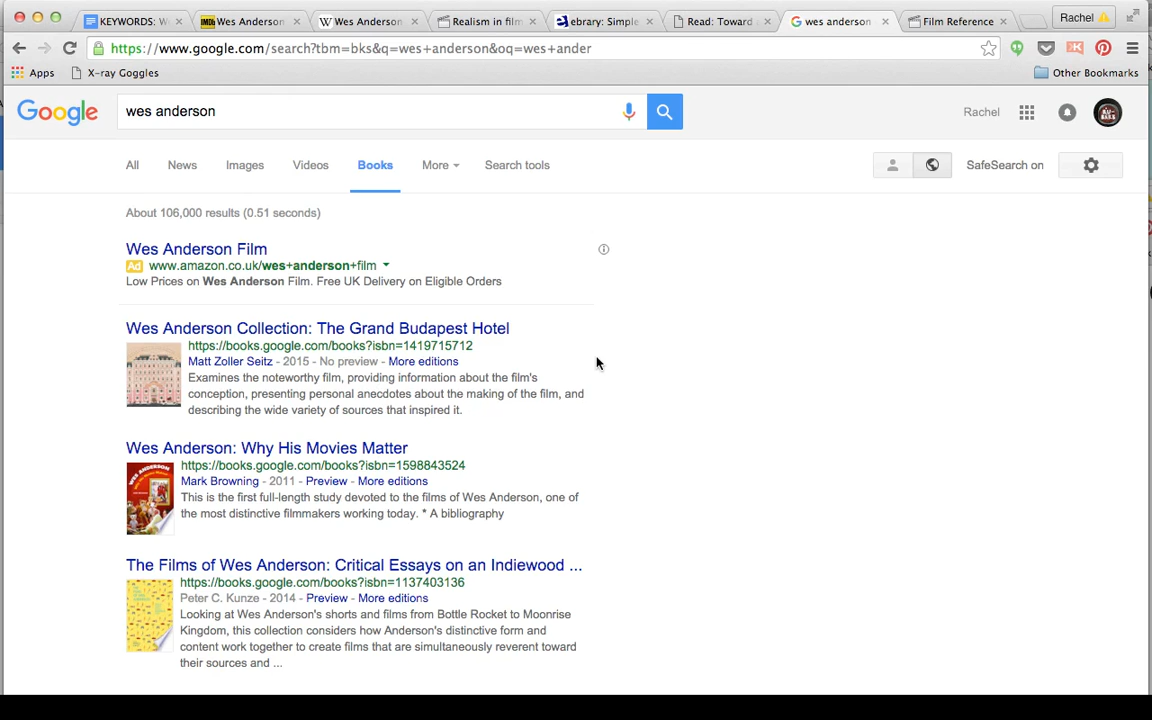 KEYWORDS: W
Wes Anderson
Wes Anderson
Realism in film
ebrary: Simple
Read: Toward
wes anderson
Film Reference
Rachel
https://www.google.com/search?tbm=bks&q=wes+anderson&oq=wes+ander
Apps
X-ray Goggles
Other Bookmarks
Google
wes anderson
Rachel
All
News
Images
Videos
Books
More
Search tools
SafeSearch on
About 106,000 results (0.51 seconds)
Wes Anderson Film
Ad www.amazon.co.uk/wes+anderson+film
Low Prices on Wes Anderson Film. Free UK Delivery on Eligible Orders
Wes Anderson Collection: The Grand Budapest Hotel
https://books.google.com/books?isbn=1419715712
Matt Zoller Seitz - 2015 - No preview - More editions
Examines the noteworthy film, providing information about the film's
conception, presenting personal anecdotes about the making of the film, and
describing the wide variety of sources that inspired it.
Wes Anderson: Why His Movies Matter
https://books.google.com/books?isbn=1598843524
Mark Browning - 2011 - Preview - More editions
This is the first full-length study devoted to the films of Wes Anderson, one of
the most distinctive filmmakers working today. * A bibliography
The Films of Wes Anderson: Critical Essays on an Indiewood ...
https://books.google.com/books?isbn=1137403136
Peter C. Kunze - 2014 - Preview - More editions
Looking at Wes Anderson's shorts and films from Bottle Rocket to Moonrise
Kingdom, this collection considers how Anderson's distinctive form and
content work together to create films that are simultaneously reverent toward
their sources and ...